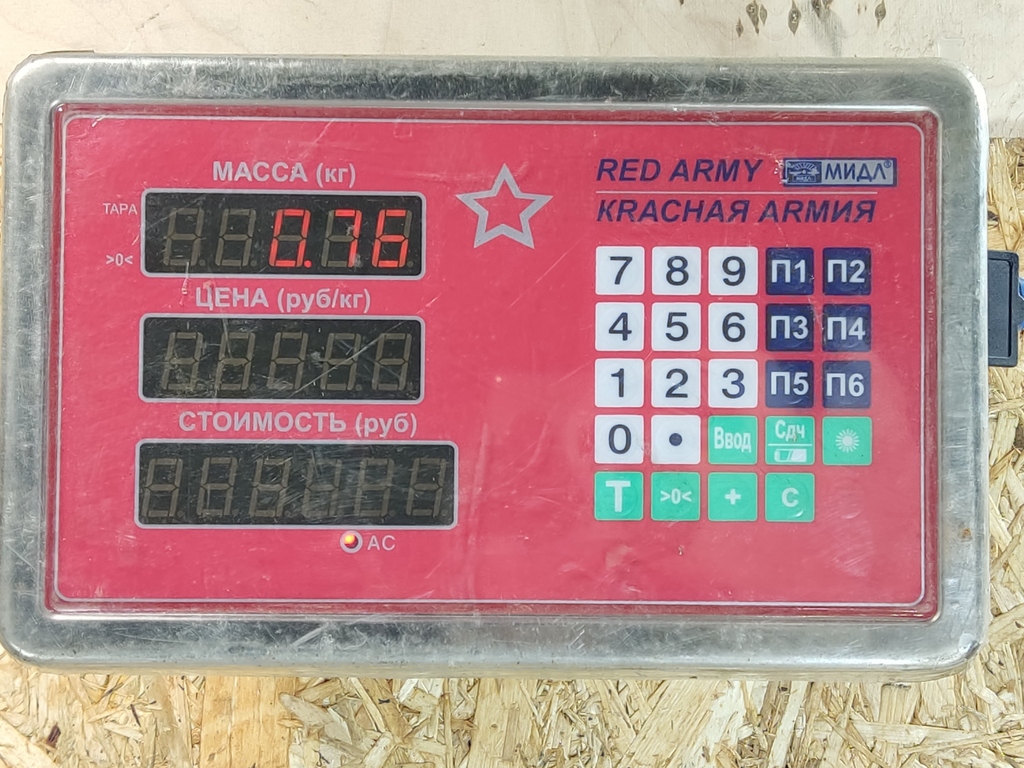 МАССА (кг)
ТАРА
0.76
>0<
ЦЕНА (руб/кг)
СТОИМОСТЬ (руб)
AC
RED ARMY МИДЛ®
КRАСНАЯ АRМИЯ
7 8 9 П1 П2
4 5 6 П3 П4
1 2 3 П5 П6
0 • Ввод Сдч
T >0< + C